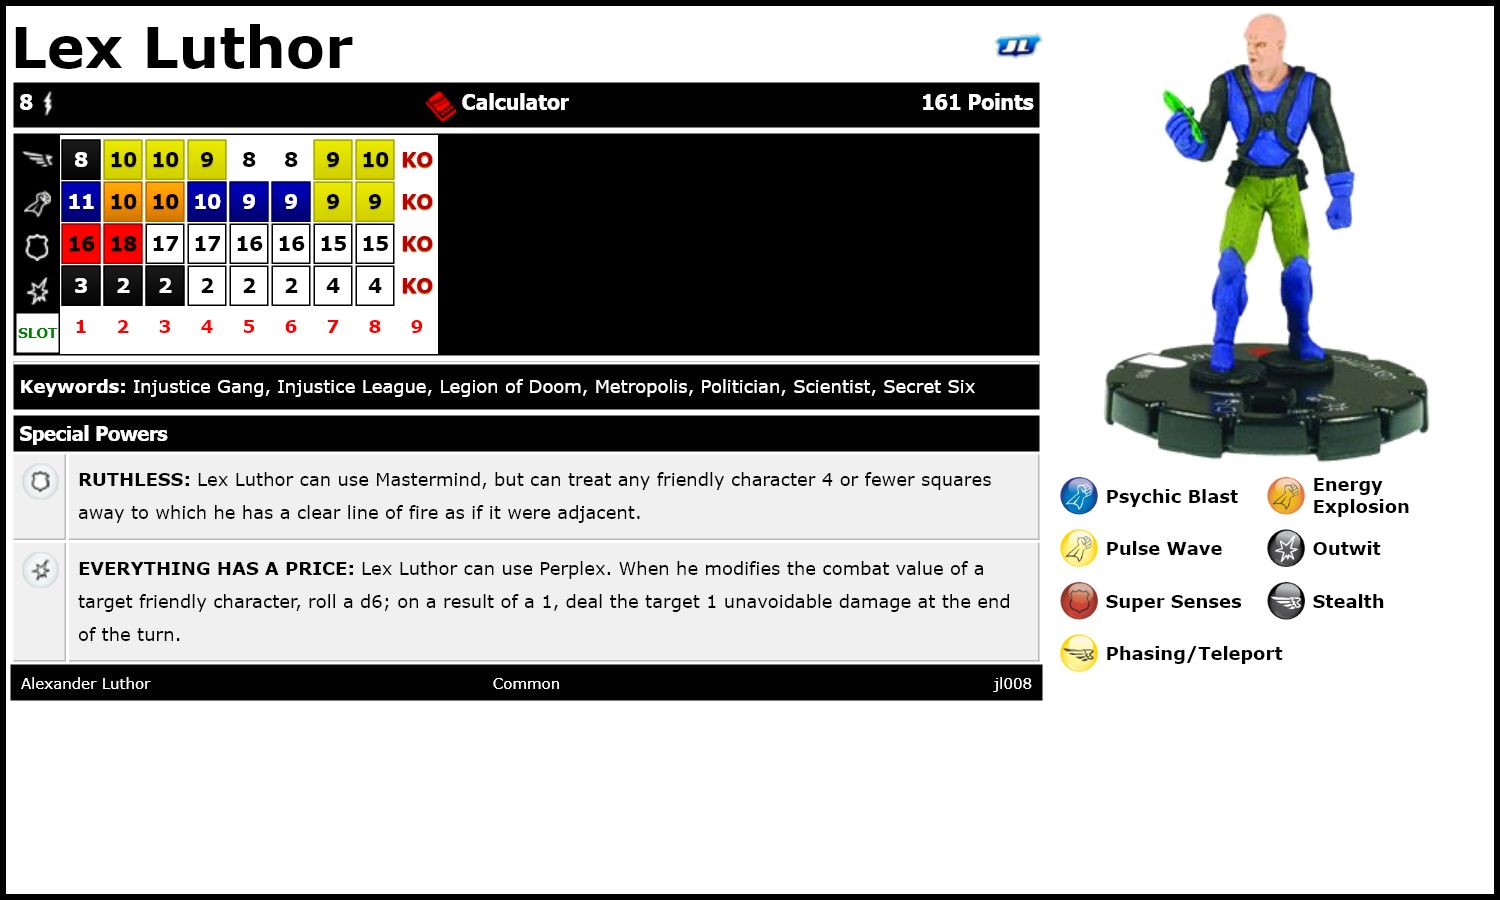 Lex Luthor
JL
8 Calculator 161 Points
8 10 10 9 8 8 9 10 KO
11 10 10 10 9 9 9 9 KO
16 18 17 17 16 16 15 15 KO
3 2 2 2 2 2 4 4 KO
SLOT 1 2 3 4 5 6 7 8 9
Keywords: Injustice Gang, Injustice League, Legion of Doom, Metropolis, Politician, Scientist, Secret Six
Special Powers
RUTHLESS: Lex Luthor can use Mastermind, but can treat any friendly character 4 or fewer squares
away to which he has a clear line of fire as if it were adjacent.
EVERYTHING HAS A PRICE: Lex Luthor can use Perplex. When he modifies the combat value of a
target friendly character, roll a d6; on a result of a 1, deal the target 1 unavoidable damage at the end
of the turn.
Alexander Luthor Common jl008
Psychic Blast
Energy
Explosion
Pulse Wave
Outwit
Super Senses
Stealth
Phasing/Teleport